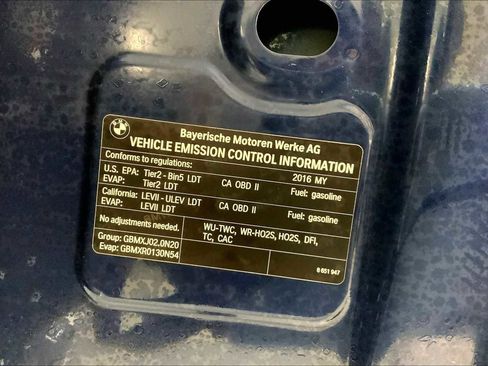 BMW
Bayerische Motoren Werke AG
VEHICLE EMISSION CONTROL INFORMATION
Conforms to regulations: 2016 MY
U.S. EPA: Tier2 - Bin5 LDT CA OBD II Fuel: gasoline
EVAP: Tier2 LDT
California: LEVII - ULEV LDT CA OBD II Fuel: gasoline
EVAP: LEVII LDT
No adjustments needed. WU-TWC, WR-HO2S, HO2S, DFI,
TC, CAC
Group: GBMXJ02.0N20
Evap: GBMXR0130N54
8 651 947